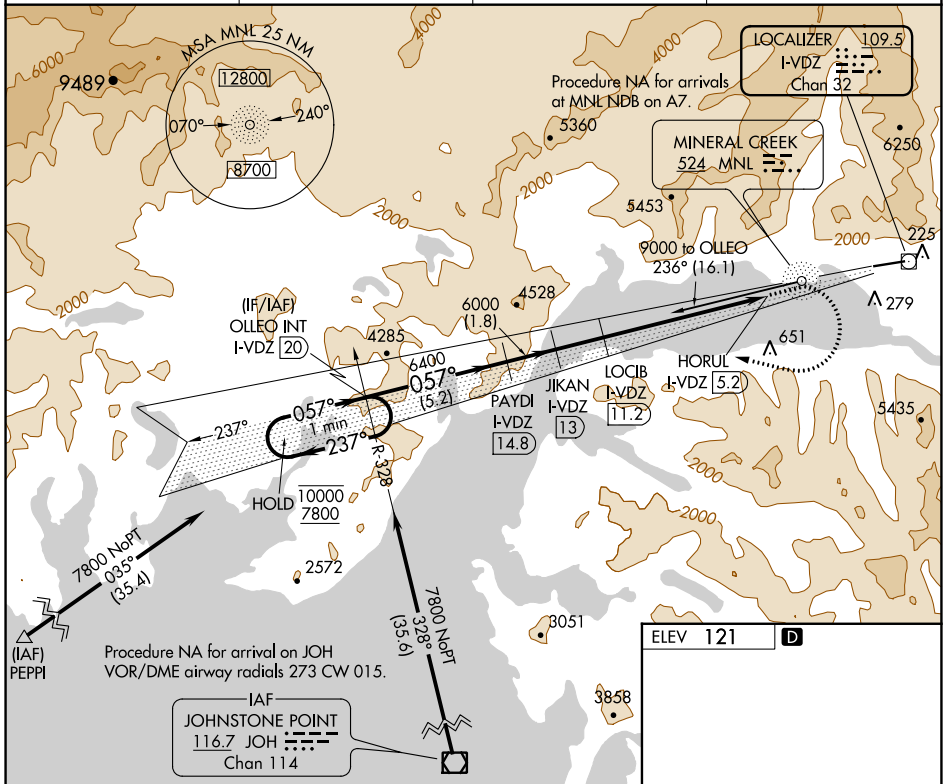 MSA MNL 25 NM
12800
070°
240°
8700
6000
9489
4000
4000
2000
Procedure NA for arrivals
at MNL NDB on A7.
5360
LOCALIZER 109.5
I-VDZ
Chan 32
MINERAL CREEK
524 MNL
6250
5453
2000
2000
2000
2000
225
9000 to OLLEO
236° (16.1)
279
(IF/IAF)
OLLEO INT
I-VDZ 20
4285
6000
(1.8)
4528
6400
057°
(5.2)
651
HORUL
I-VDZ 5.2
LOCIB
I-VDZ
11.2
JIKAN
I-VDZ
13
PAYDI
I-VDZ
14.8
057°
1 min
237°
237°
R-328
HOLD
10000
7800
5435
2000
2572
7800 NoPT
035°
(35.4)
7800 NoPT
328°
(35.6)
3051
(IAF)
PEPPI
Procedure NA for arrival on JOH
VOR/DME airway radials 273 CW 015.
IAF
JOHNSTONE POINT
116.7 JOH
Chan 114
3858
ELEV 121 D